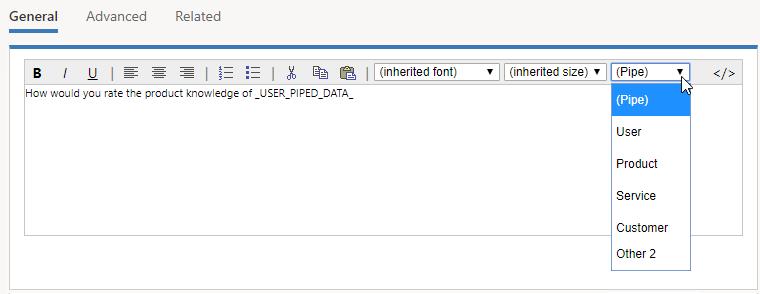 General Advanced Related
B I U (inherited font) (inherited size) (Pipe) </>
How would you rate the product knowledge of _USER_PIPED_DATA_
(Pipe)
User
Product
Service
Customer
Other 2